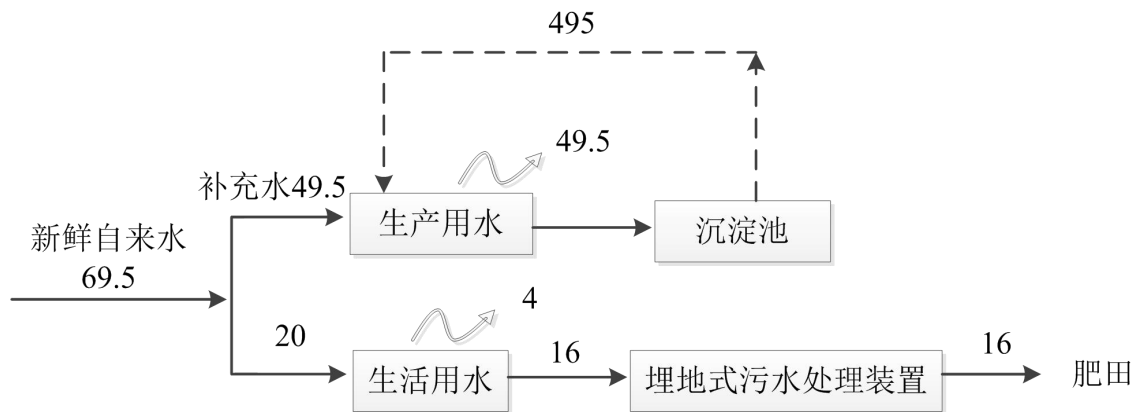 495
49.5
补充水49.5
生产用水
沉淀池
新鲜自来水
69.5
4
20
生活用水
16
埋地式污水处理装置
16
肥田